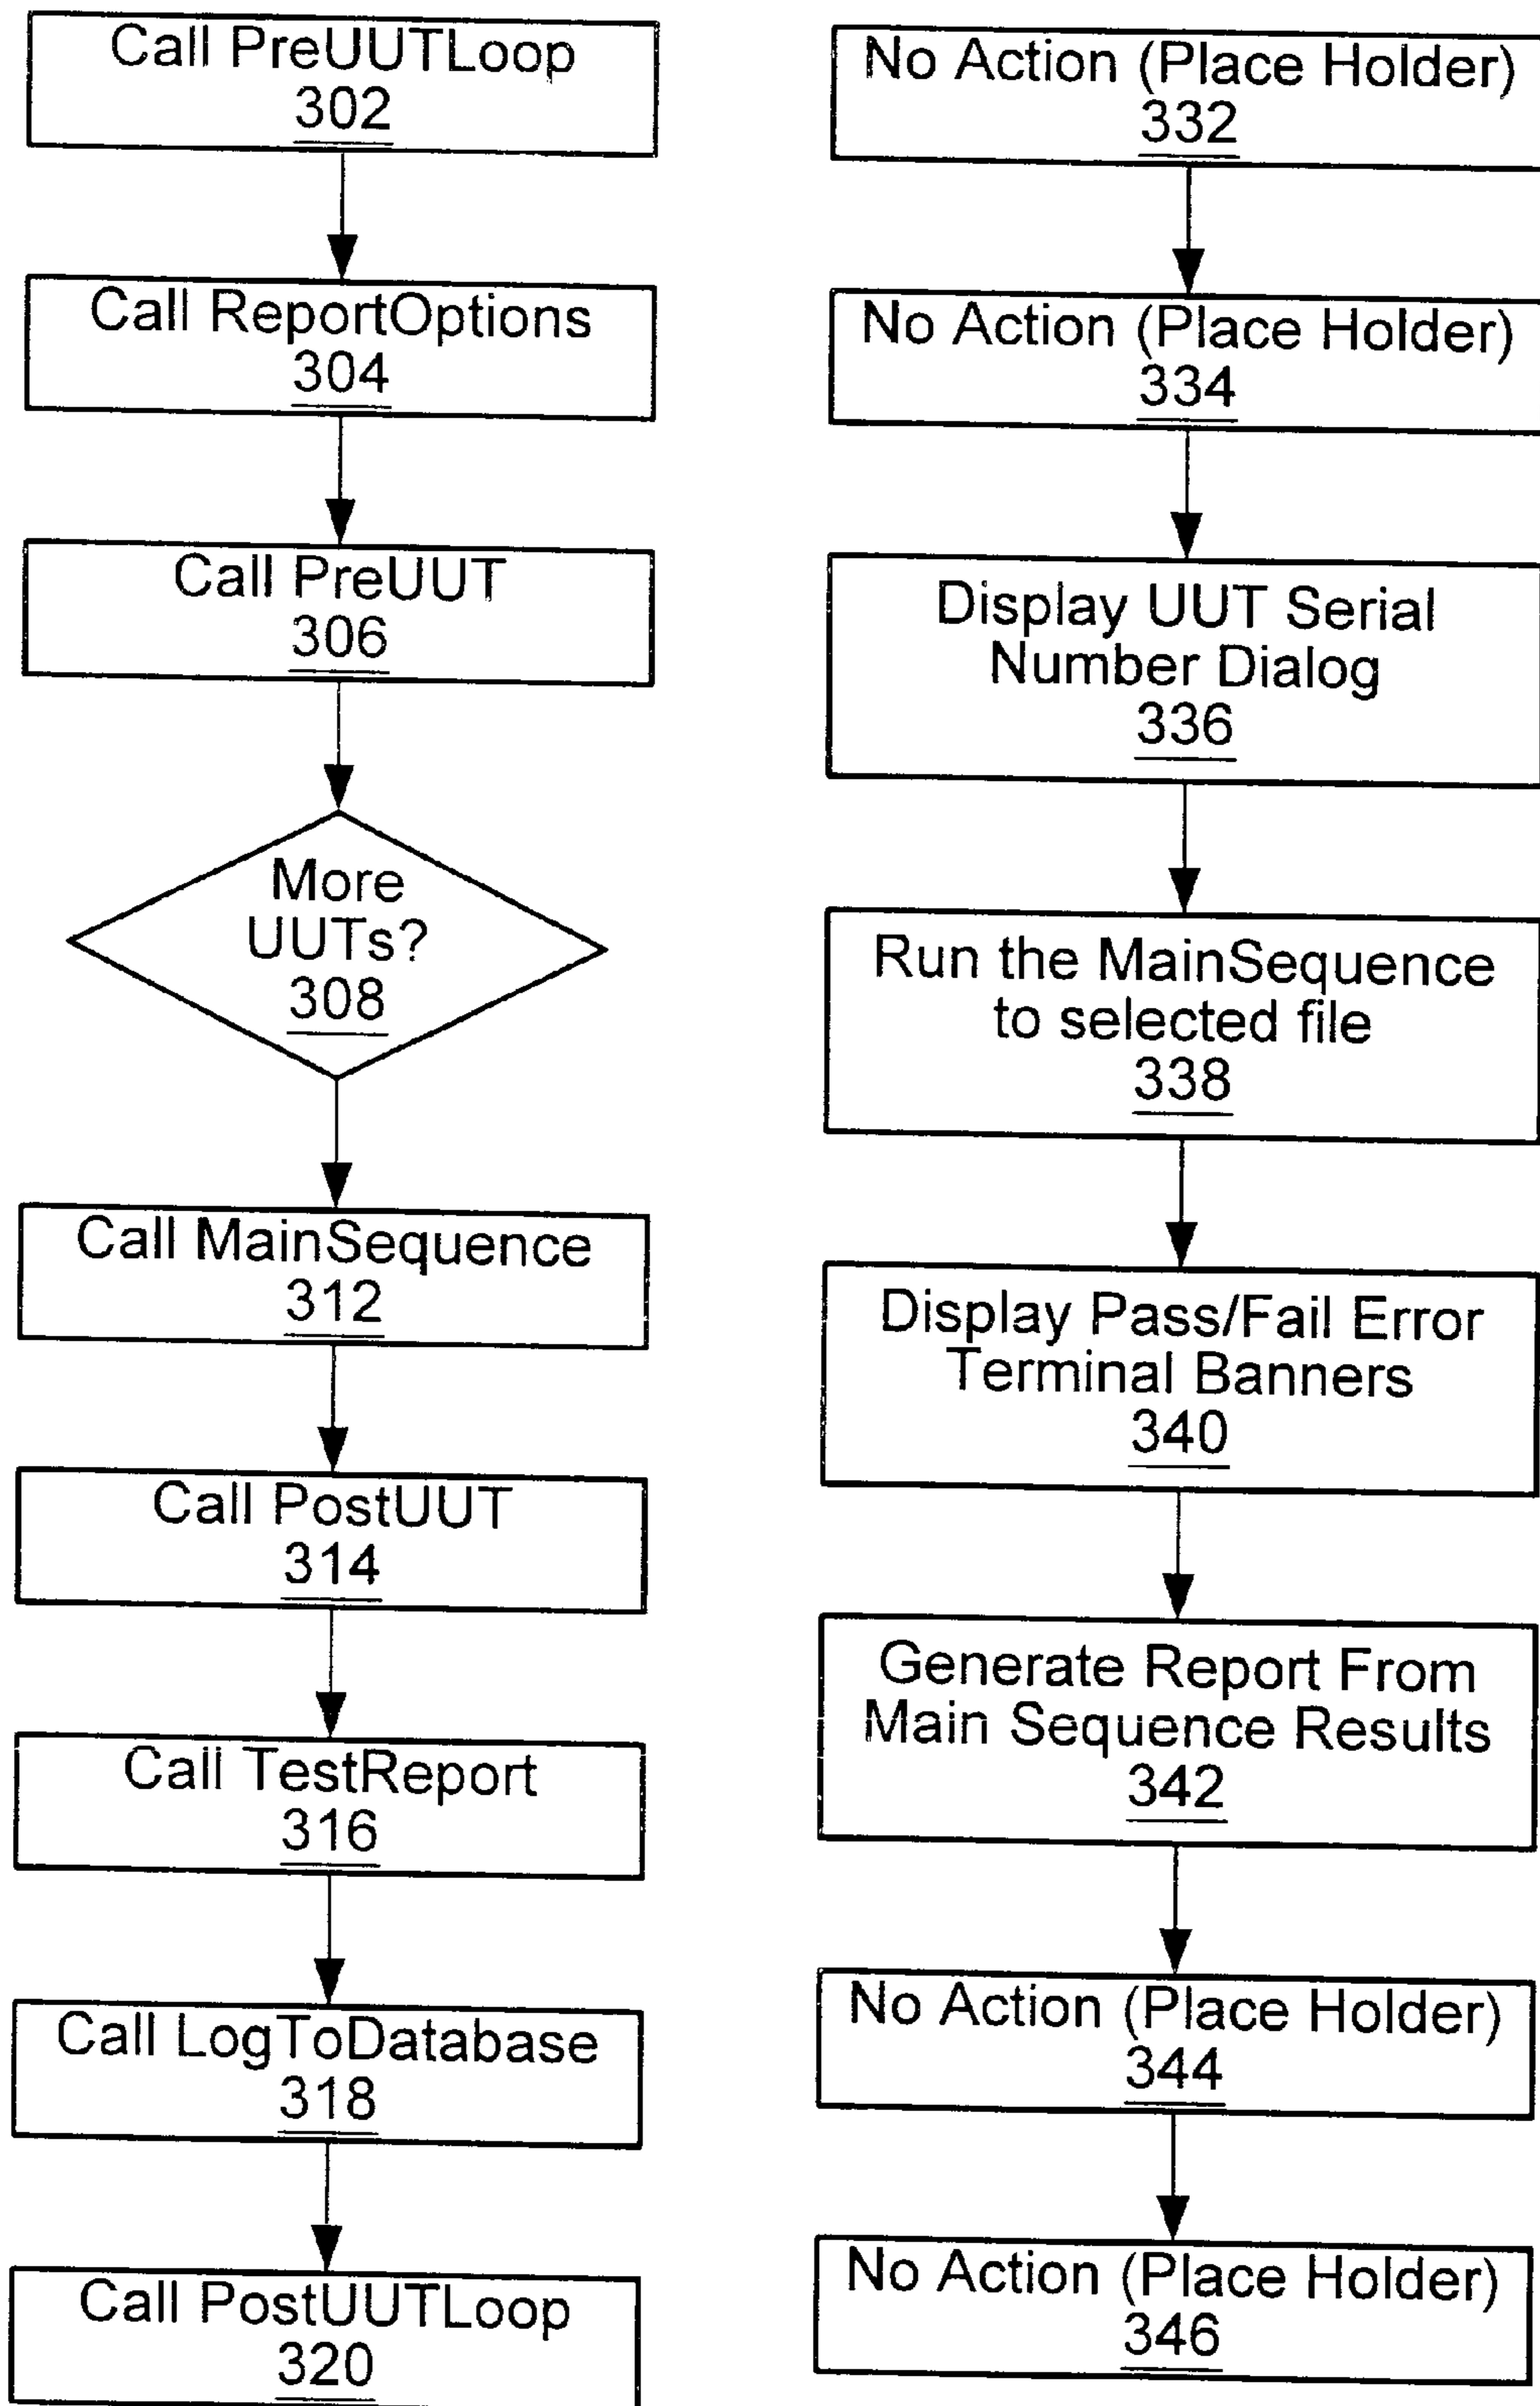 Call PreUUTLoop
302
Call ReportOptions
304
Call PreUUT
306
More
UUTs?
308
Call MainSequence
312
Call PostUUT
314
Call TestReport
316
Call LogToDatabase
318
Call PostUUTLoop
320
No Action (Place Holder)
332
No Action (Place Holder)
334
Display UUT Serial
Number Dialog
336
Run the MainSequence
to selected file
338
Display Pass/Fail Error
Terminal Banners
340
Generate Report From
Main Sequence Results
342
No Action (Place Holder)
344
No Action (Place Holder)
346